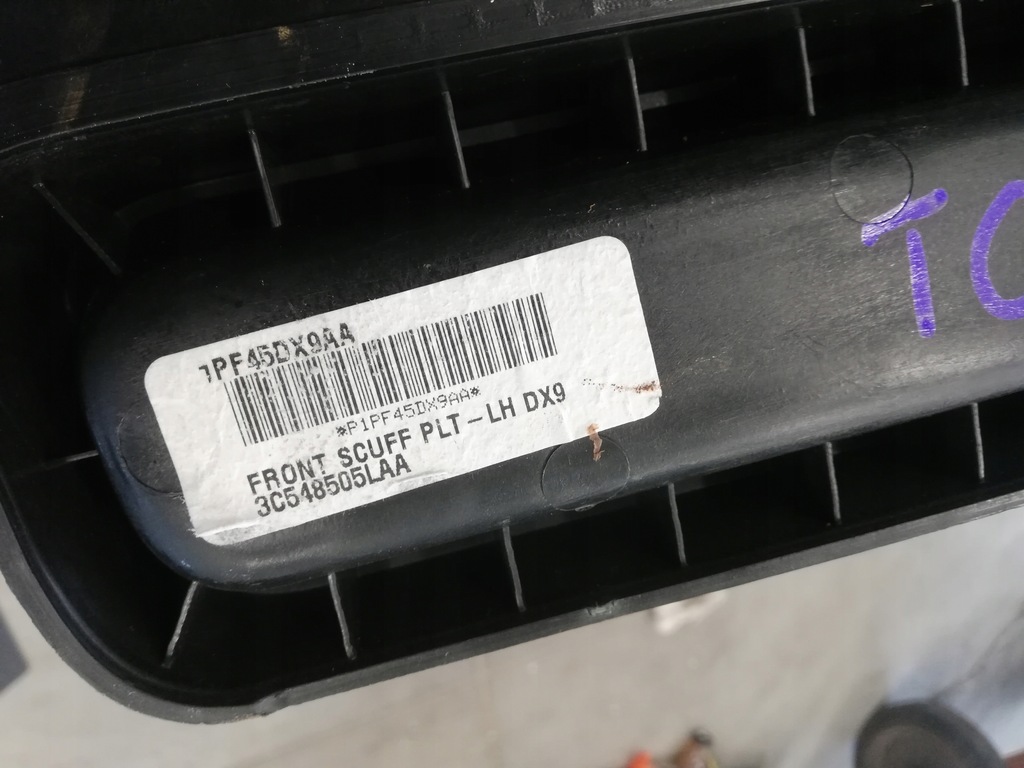 1PF45DX9AA
*P1PF45DX9AA*
FRONT SCUFF PLT-LH DX9
3C548505LAA